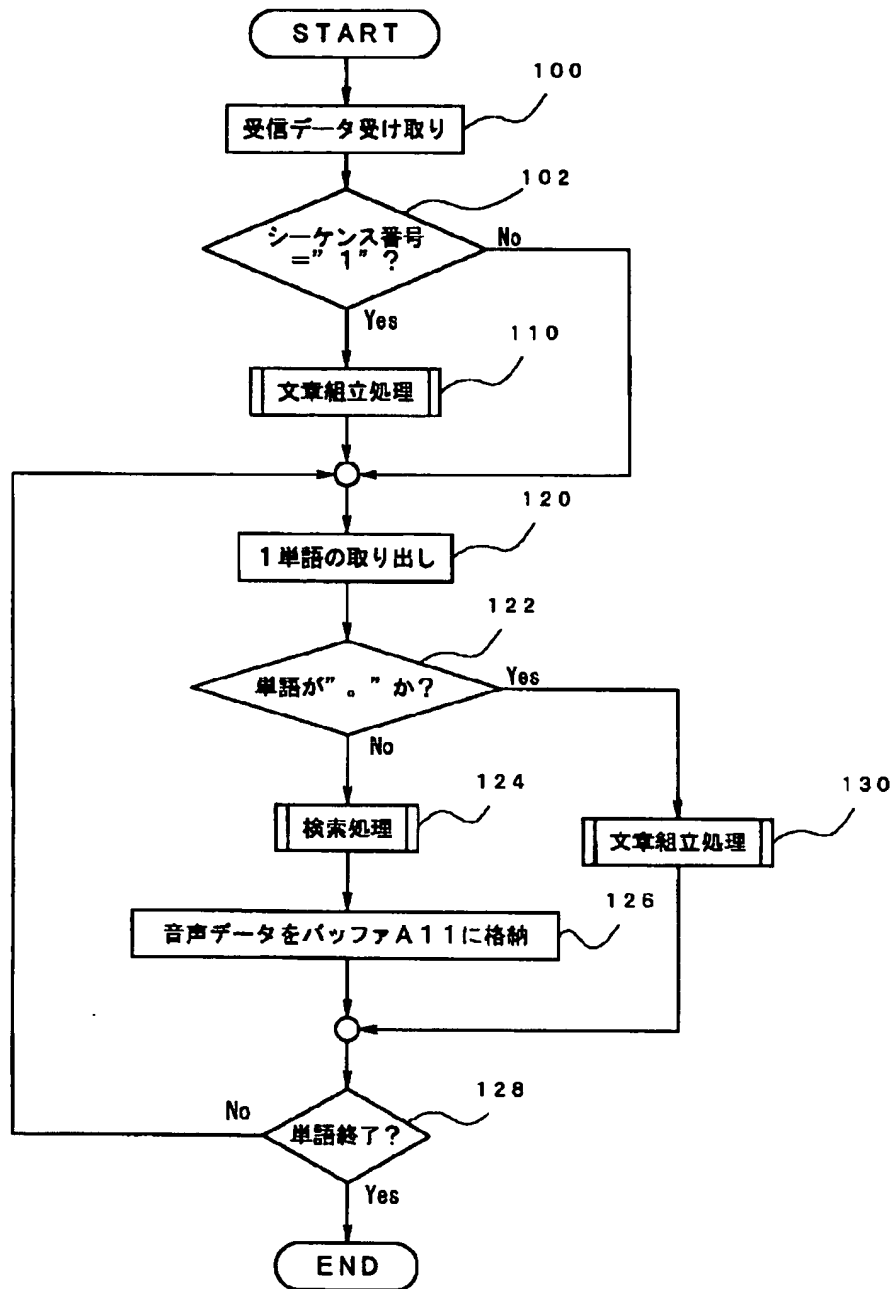 START
100
受信データ受け取り
102
シーケンス番号
=”1”?
No
Yes
110
文章組立処理
120
1単語の取り出し
122
単語が”。”か?
Yes
No
124
検索処理
130
文章組立処理
126
音声データをバッファA11に格納
128
No
単語終了?
Yes
END